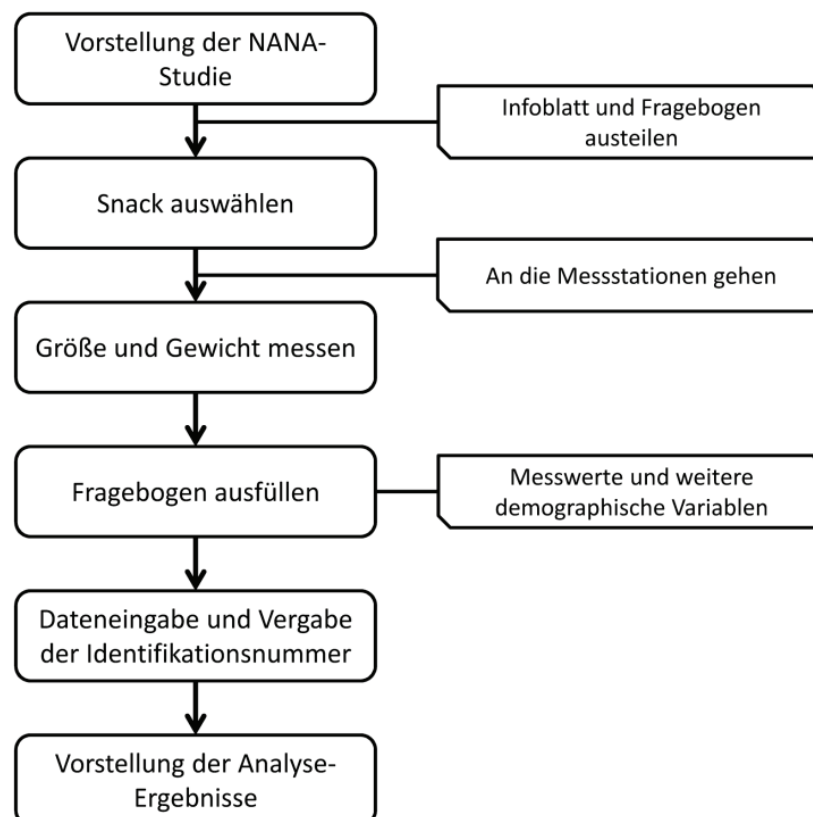 Vorstellung der NANA-
Studie
Infoblatt und Fragebogen
austeilen
Snack auswählen
An die Messstationen gehen
Größe und Gewicht messen
Fragebogen ausfüllen
Messwerte und weitere
demographische Variablen
Dateneingabe und Vergabe
der Identifikationsnummer
Vorstellung der Analyse-
Ergebnisse